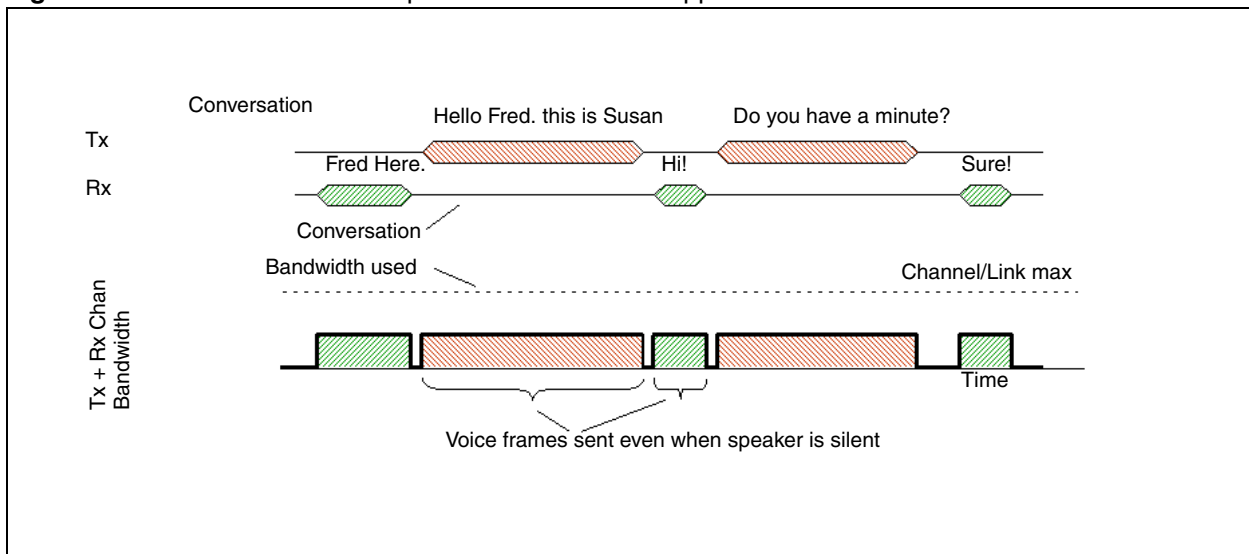 Conversation
Hello Fred. this is Susan
Do you have a minute?
Tx
Fred Here.
Hi!
Sure!
Rx
Conversation
Bandwidth used
Channel/Link max
Tx + Rx Chan
Bandwidth
Time
Voice frames sent even when speaker is silent